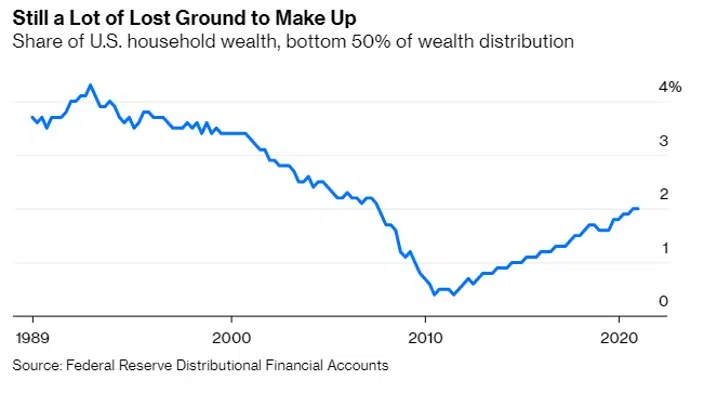 Still a Lot of Lost Ground to Make Up
Share of U.S. household wealth, bottom 50% of wealth distribution
4%
3
2
1
0
1989 2000 2010 2020
Source: Federal Reserve Distributional Financial Accounts